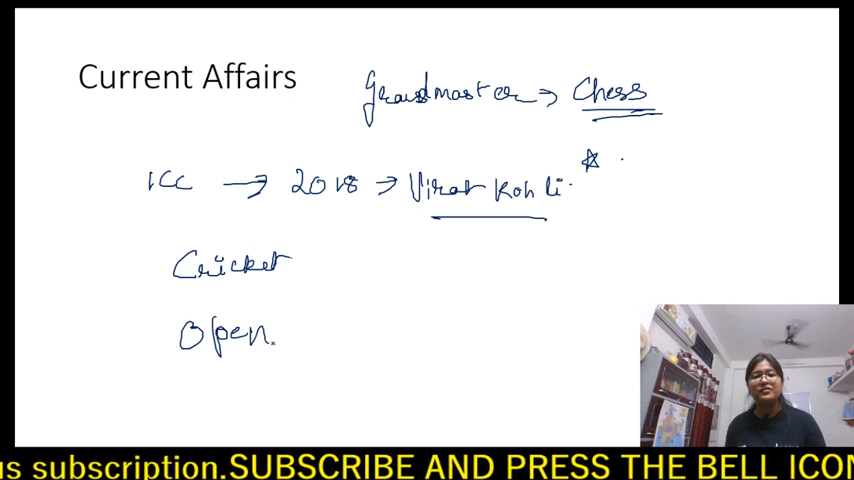 Current Affairs
Grandmaster → Chess
ICC → 2018 → Virat Kohli
Cricket
Open
us subscription.SUBSCRIBE AND PRESS THE BELL ICON